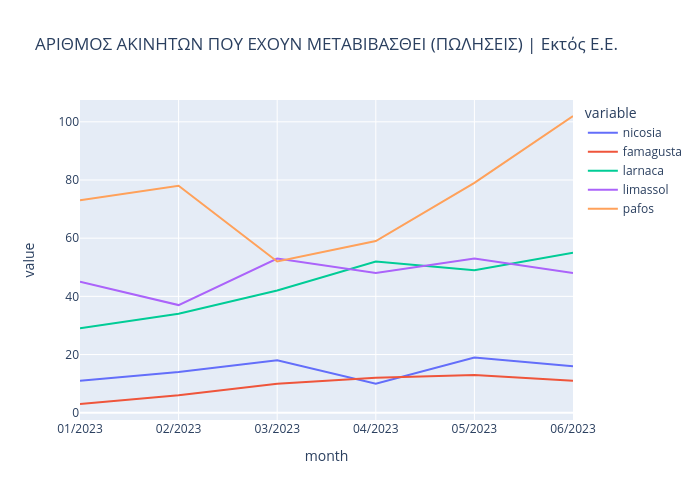 ΑΡΙΘΜΟΣ ΑΚΙΝΗΤΩΝ ΠΟΥ ΕΧΟΥΝ ΜΕΤΑΒΙΒΑΣΘΕΙ (ΠΩΛΗΣΕΙΣ) | Εκτός Ε.Ε.
variable
nicosia
famagusta
larnaca
limassol
pafos
value
100
80
60
40
20
0
01/2023 02/2023 03/2023 04/2023 05/2023 06/2023
month